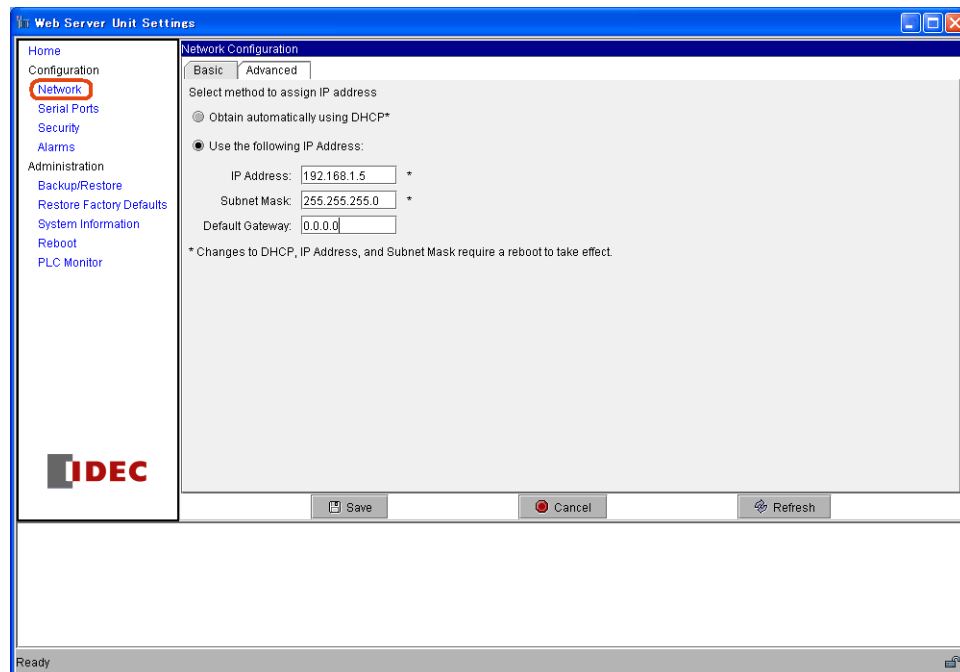 Web Server Unit Settings
Home
Configuration
Network
Serial Ports
Security
Alarms
Administration
Backup/Restore
Restore Factory Defaults
System Information
Reboot
PLC Monitor
IDEC
Network Configuration
Basic Advanced
Select method to assign IP address
Obtain automatically using DHCP*
Use the following IP Address:
IP Address: 192.168.1.5 *
Subnet Mask: 255.255.255.0 *
Default Gateway: 0.0.0.0
* Changes to DHCP, IP Address, and Subnet Mask require a reboot to take effect.
Save Cancel Refresh
Ready